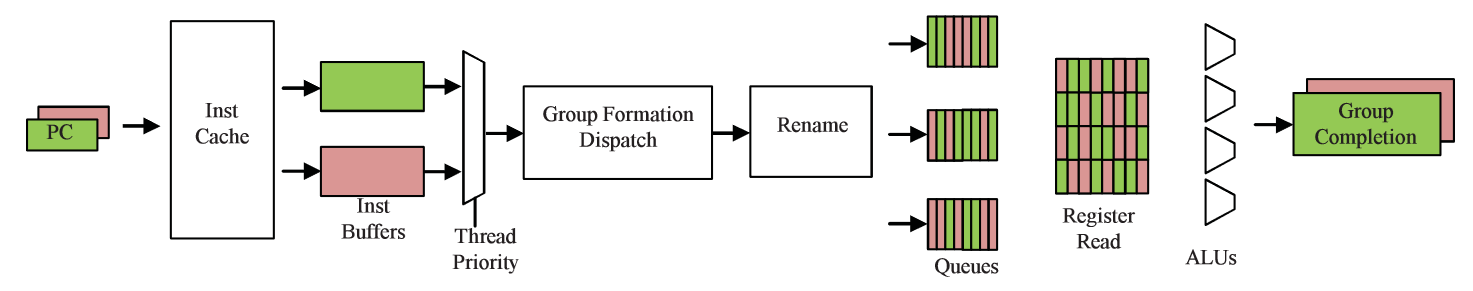 PC
Inst
Cache
Inst
Buffers
Thread
Priority
Group Formation
Dispatch
Rename
Queues
Register
Read
ALUs
Group
Completion